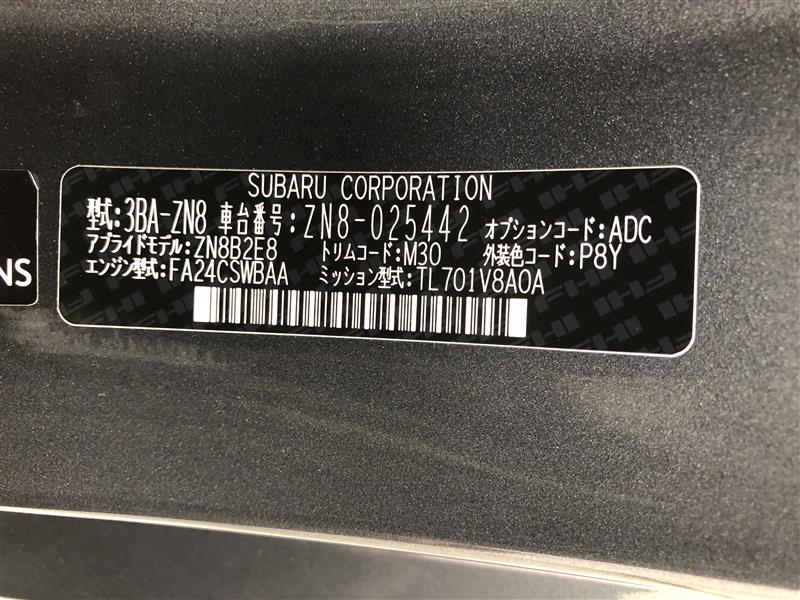 SUBARU CORPORATION
型式:3BA-ZN8 車台番号:ZN8-025442 オプションコード:ADC
アプライドモデル:ZN8B2E8 トリムコード:M30 外装色コード:P8Y
エンジン型式:FA24CSWBAA ミッション型式:TL701V8A0A
NS